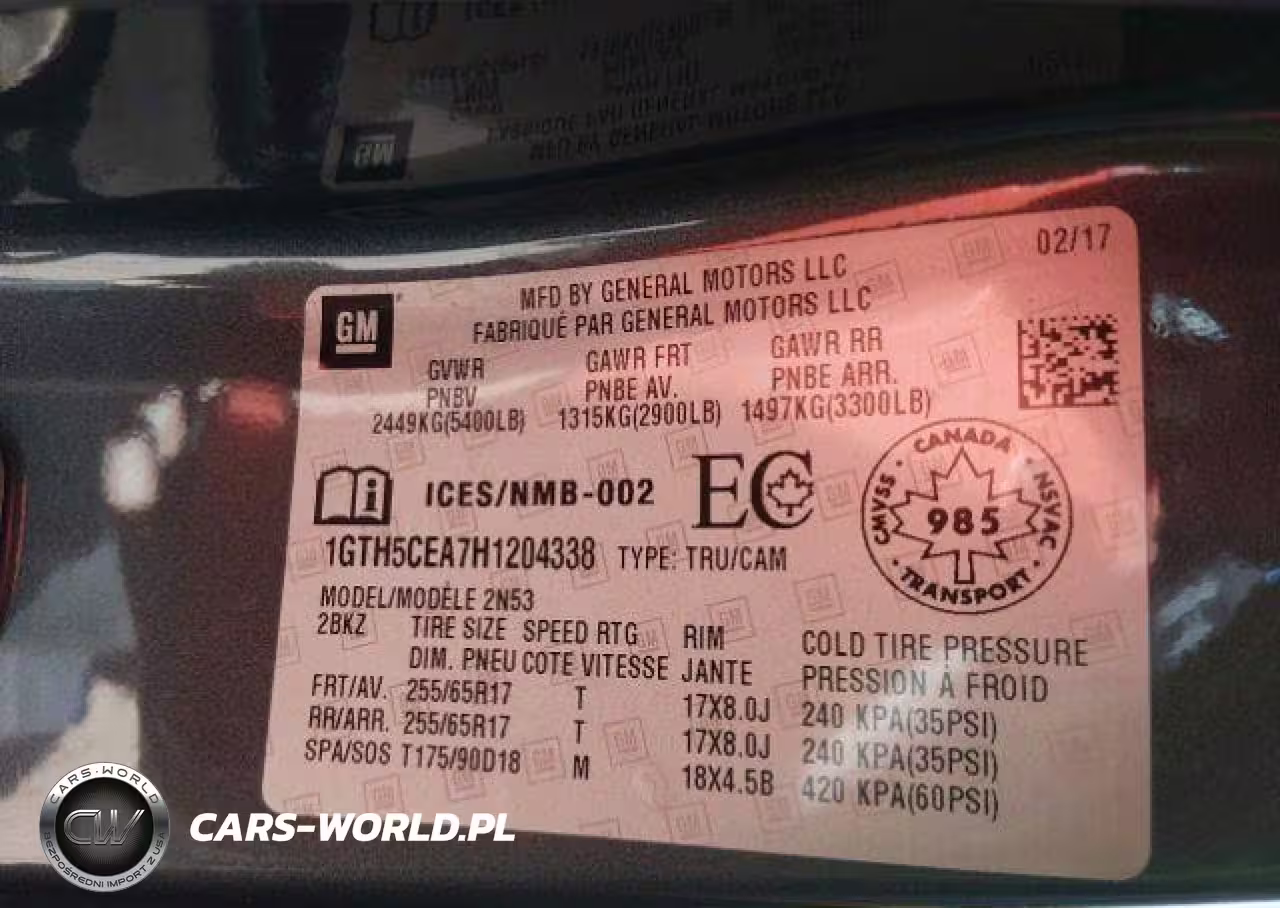 02/17
GM
MFD BY GENERAL MOTORS LLC
FABRIQUÉ PAR GENERAL MOTORS LLC
GVWR GAWR FRT GAWR RR
PNBV PNBE AV. PNBE ARR.
2449KG(5400LB) 1315KG(2900LB) 1497KG(3300LB)
i ICES/NMB-002 EC
CANADA
CMVSS · NSVAC
985
· TRANSPORT ·
1GTH5CEA7H1204338 TYPE: TRU/CAM
MODEL/MODÈLE 2N53
2BKZ TIRE SIZE SPEED RTG RIM COLD TIRE PRESSURE
DIM. PNEU COTE VITESSE JANTE PRESSION À FROID
FRT/AV. 255/65R17 T 17X8.0J 240 KPA(35PSI)
RR/ARR. 255/65R17 T 17X8.0J 240 KPA(35PSI)
SPA/SOS T175/90D18 M 18X4.5B 420 KPA(60PSI)
CARS-WORLD
CW
BEZPOŚREDNI IMPORT Z USA
CARS-WORLD.PL